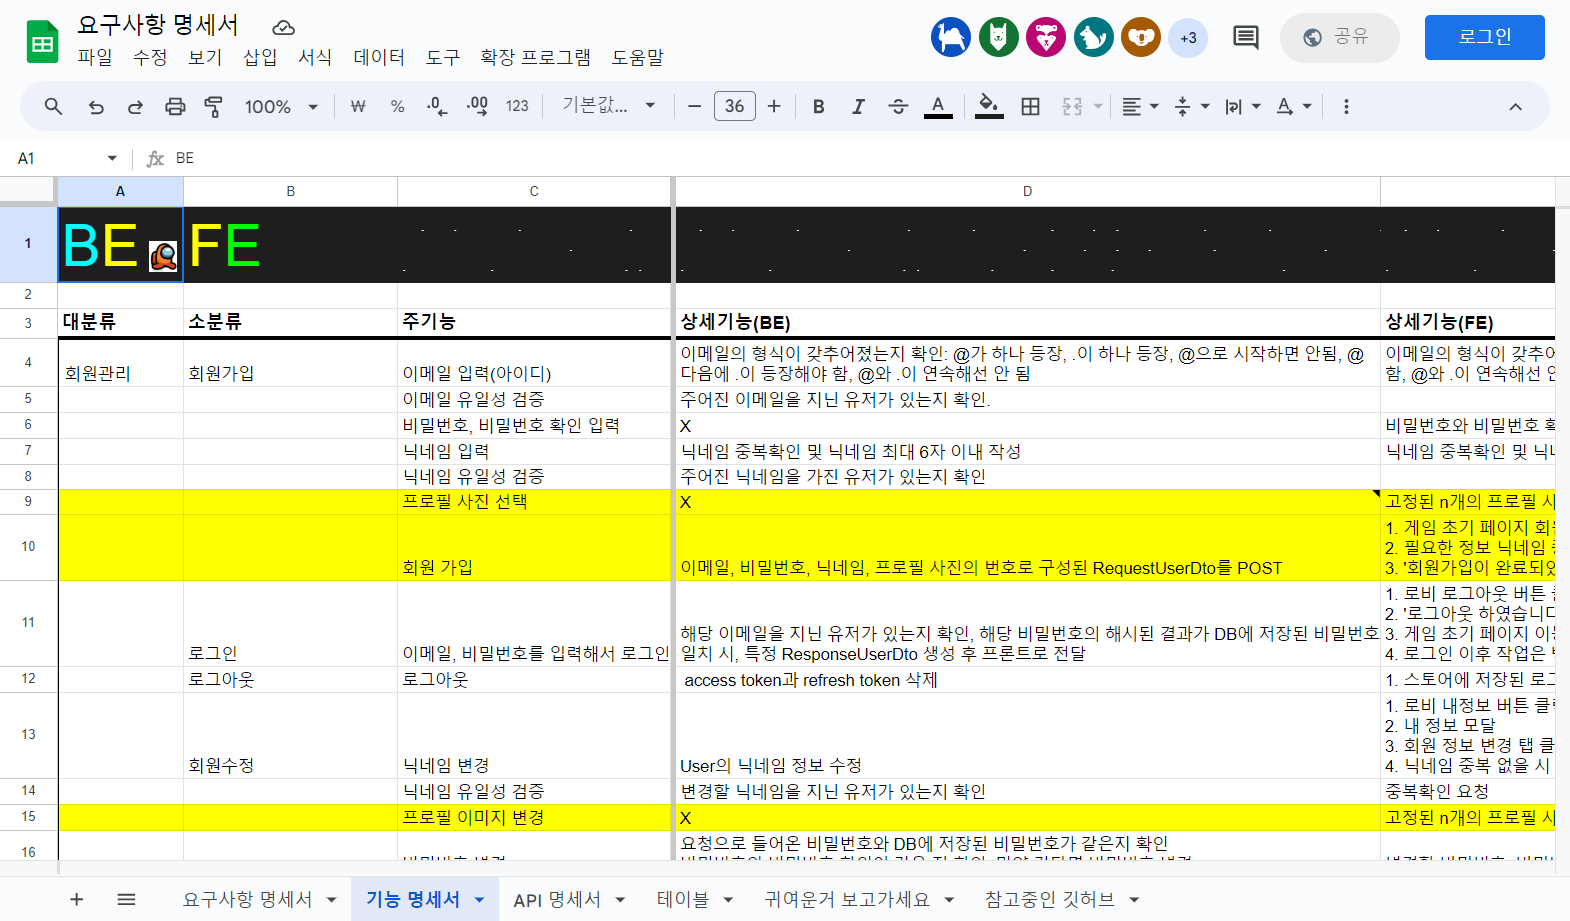 요구사항 명세서
파일 수정 보기 삽입 서식 데이터 도구 확장 프로그램 도움말
+3
공유
로그인
100% ₩ % .0 .00 123 기본값... 36 B I A A
A1 fx BE
A B C D
1 BE FE
2
3 대분류 소분류 주기능 상세기능(BE) 상세기능(FE)
이메일의 형식이 갖추어졌는지 확인: @가 하나 등장, .이 하나 등장, @으로 시작하면 안됨, @ 이메일의 형식이 갖추어
4 회원관리 회원가입 이메일 입력(아이디) 다음에 .이 등장해야 함, @와 .이 연속해선 안 됨 함, @와 .이 연속해선
5 이메일 유일성 검증 주어진 이메일을 지닌 유저가 있는지 확인.
6 비밀번호, 비밀번호 확인 입력 X 비밀번호와 비밀번호
7 닉네임 입력 닉네임 중복확인 및 닉네임 최대 6자 이내 작성 닉네임 중복확인 및
8 닉네임 유일성 검증 주어진 닉네임을 가진 유저가 있는지 확인
9 프로필 사진 선택 X 고정된 n개의 프로필
1. 게임 초기 페이지
2. 필요한 정보 닉네임
10 회원 가입 이메일, 비밀번호, 닉네임, 프로필 사진의 번호로 구성된 RequestUserDto를 POST 3. '회원가입이
1. 로비 로그아웃 버튼
2. '로그아웃 하였습니다
해당 이메일을 지닌 유저가 있는지 확인, 해당 비밀번호의 해시된 결과가 DB에 저장된 비밀번호 3. 게임 초기 페이지
11 로그인 이메일, 비밀번호를 입력해서 로그인 일치 시, 특정 ResponseUserDto 생성 후 프론트로 전달 4. 로그인 이후 작업은
12 로그아웃 로그아웃 access token과 refresh token 삭제 1. 스토어에 저장된
1. 로비 내정보 버튼
2. 내 정보 모달
3. 회원 정보 변경 탭
13 회원수정 닉네임 변경 User의 닉네임 정보 수정 4. 닉네임 중복 없을 시
14 닉네임 유일성 검증 변경할 닉네임을 지닌 유저가 있는지 확인 중복확인 요청
15 프로필 이미지 변경 X 고정된 n개의 프로필
16 요청으로 들어온 비밀번호와 DB에 저장된 비밀번호가 같은지 확인
요구사항 명세서 기능 명세서 API 명세서 테이블 귀여운거 보고가세요 참고중인 깃허브